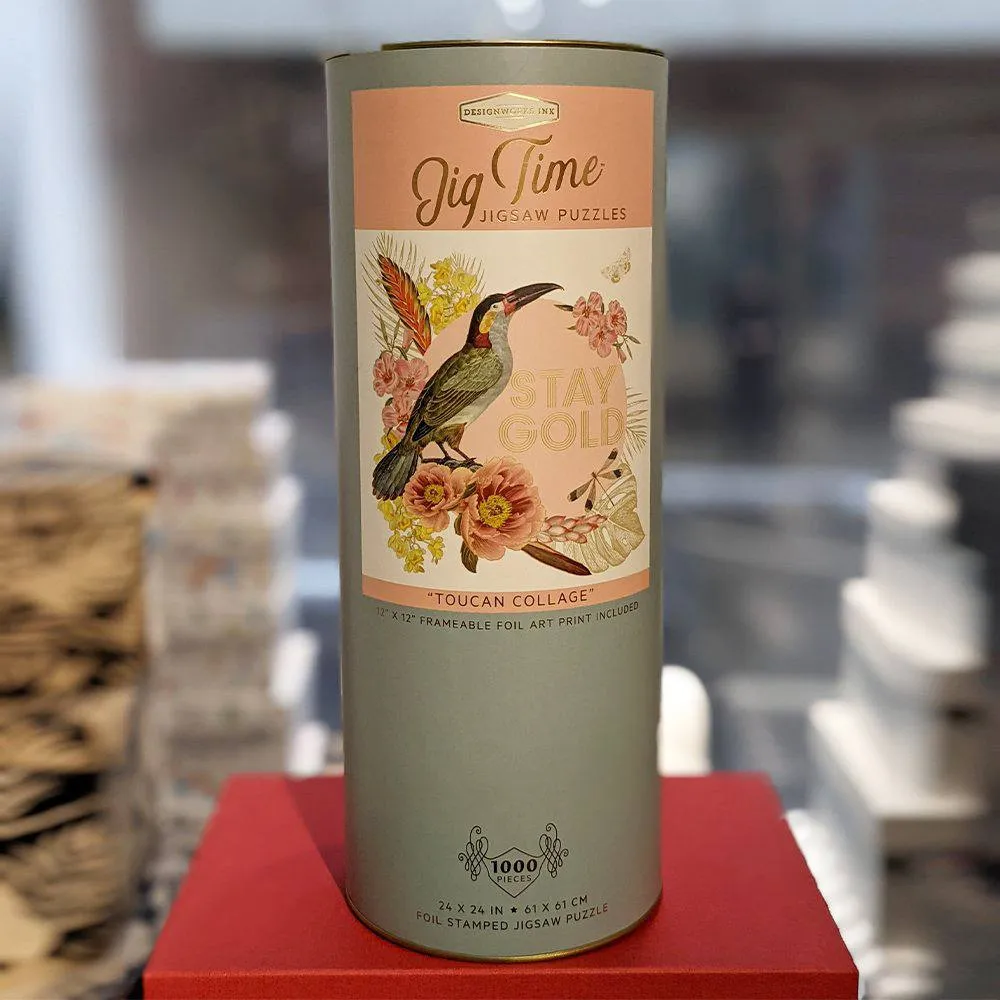 DESIGNWORKS INK
Jig Time™
JIGSAW PUZZLES
STAY
GOLD
"TOUCAN COLLAGE"
12" X 12" FRAMEABLE FOIL ART PRINT INCLUDED
1000
PIECES
24 X 24 IN ★ 61 X 61 CM
FOIL STAMPED JIGSAW PUZZLE